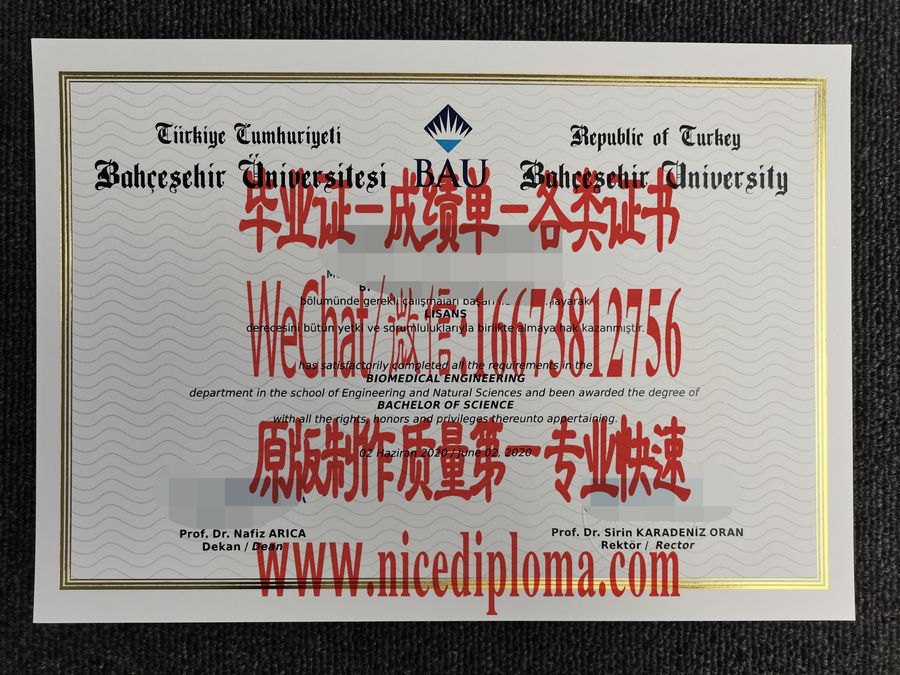 Türkiye Cumhuriyeti
Bahçeşehir Üniversitesi
BAU
Republic of Turkey
Bahçeşehir University
毕业证－成绩单－各类证书
bölümünde gerekli çalışmaları
LİSANS
derecesini bütün yetki ve sorumluluklarıyla birlikte almaya hak kazanmıştır.
WeChat/微信:16673812756
has satisfactorily completed all the requirements in the
BIOMEDICAL ENGINEERING
department in the school of Engineering and Natural Sciences and been awarded the degree of
BACHELOR OF SCIENCE
with all the rights, honors and privileges thereunto appertaining.
原版制作质量第一专业快速
02 Haziran 2020 / June 02, 2020
Prof. Dr. Nafiz ARICA
Dekan / Dean
Prof. Dr. Sirin KARADENİZ ORAN
Rektör / Rector
www.nicediploma.com